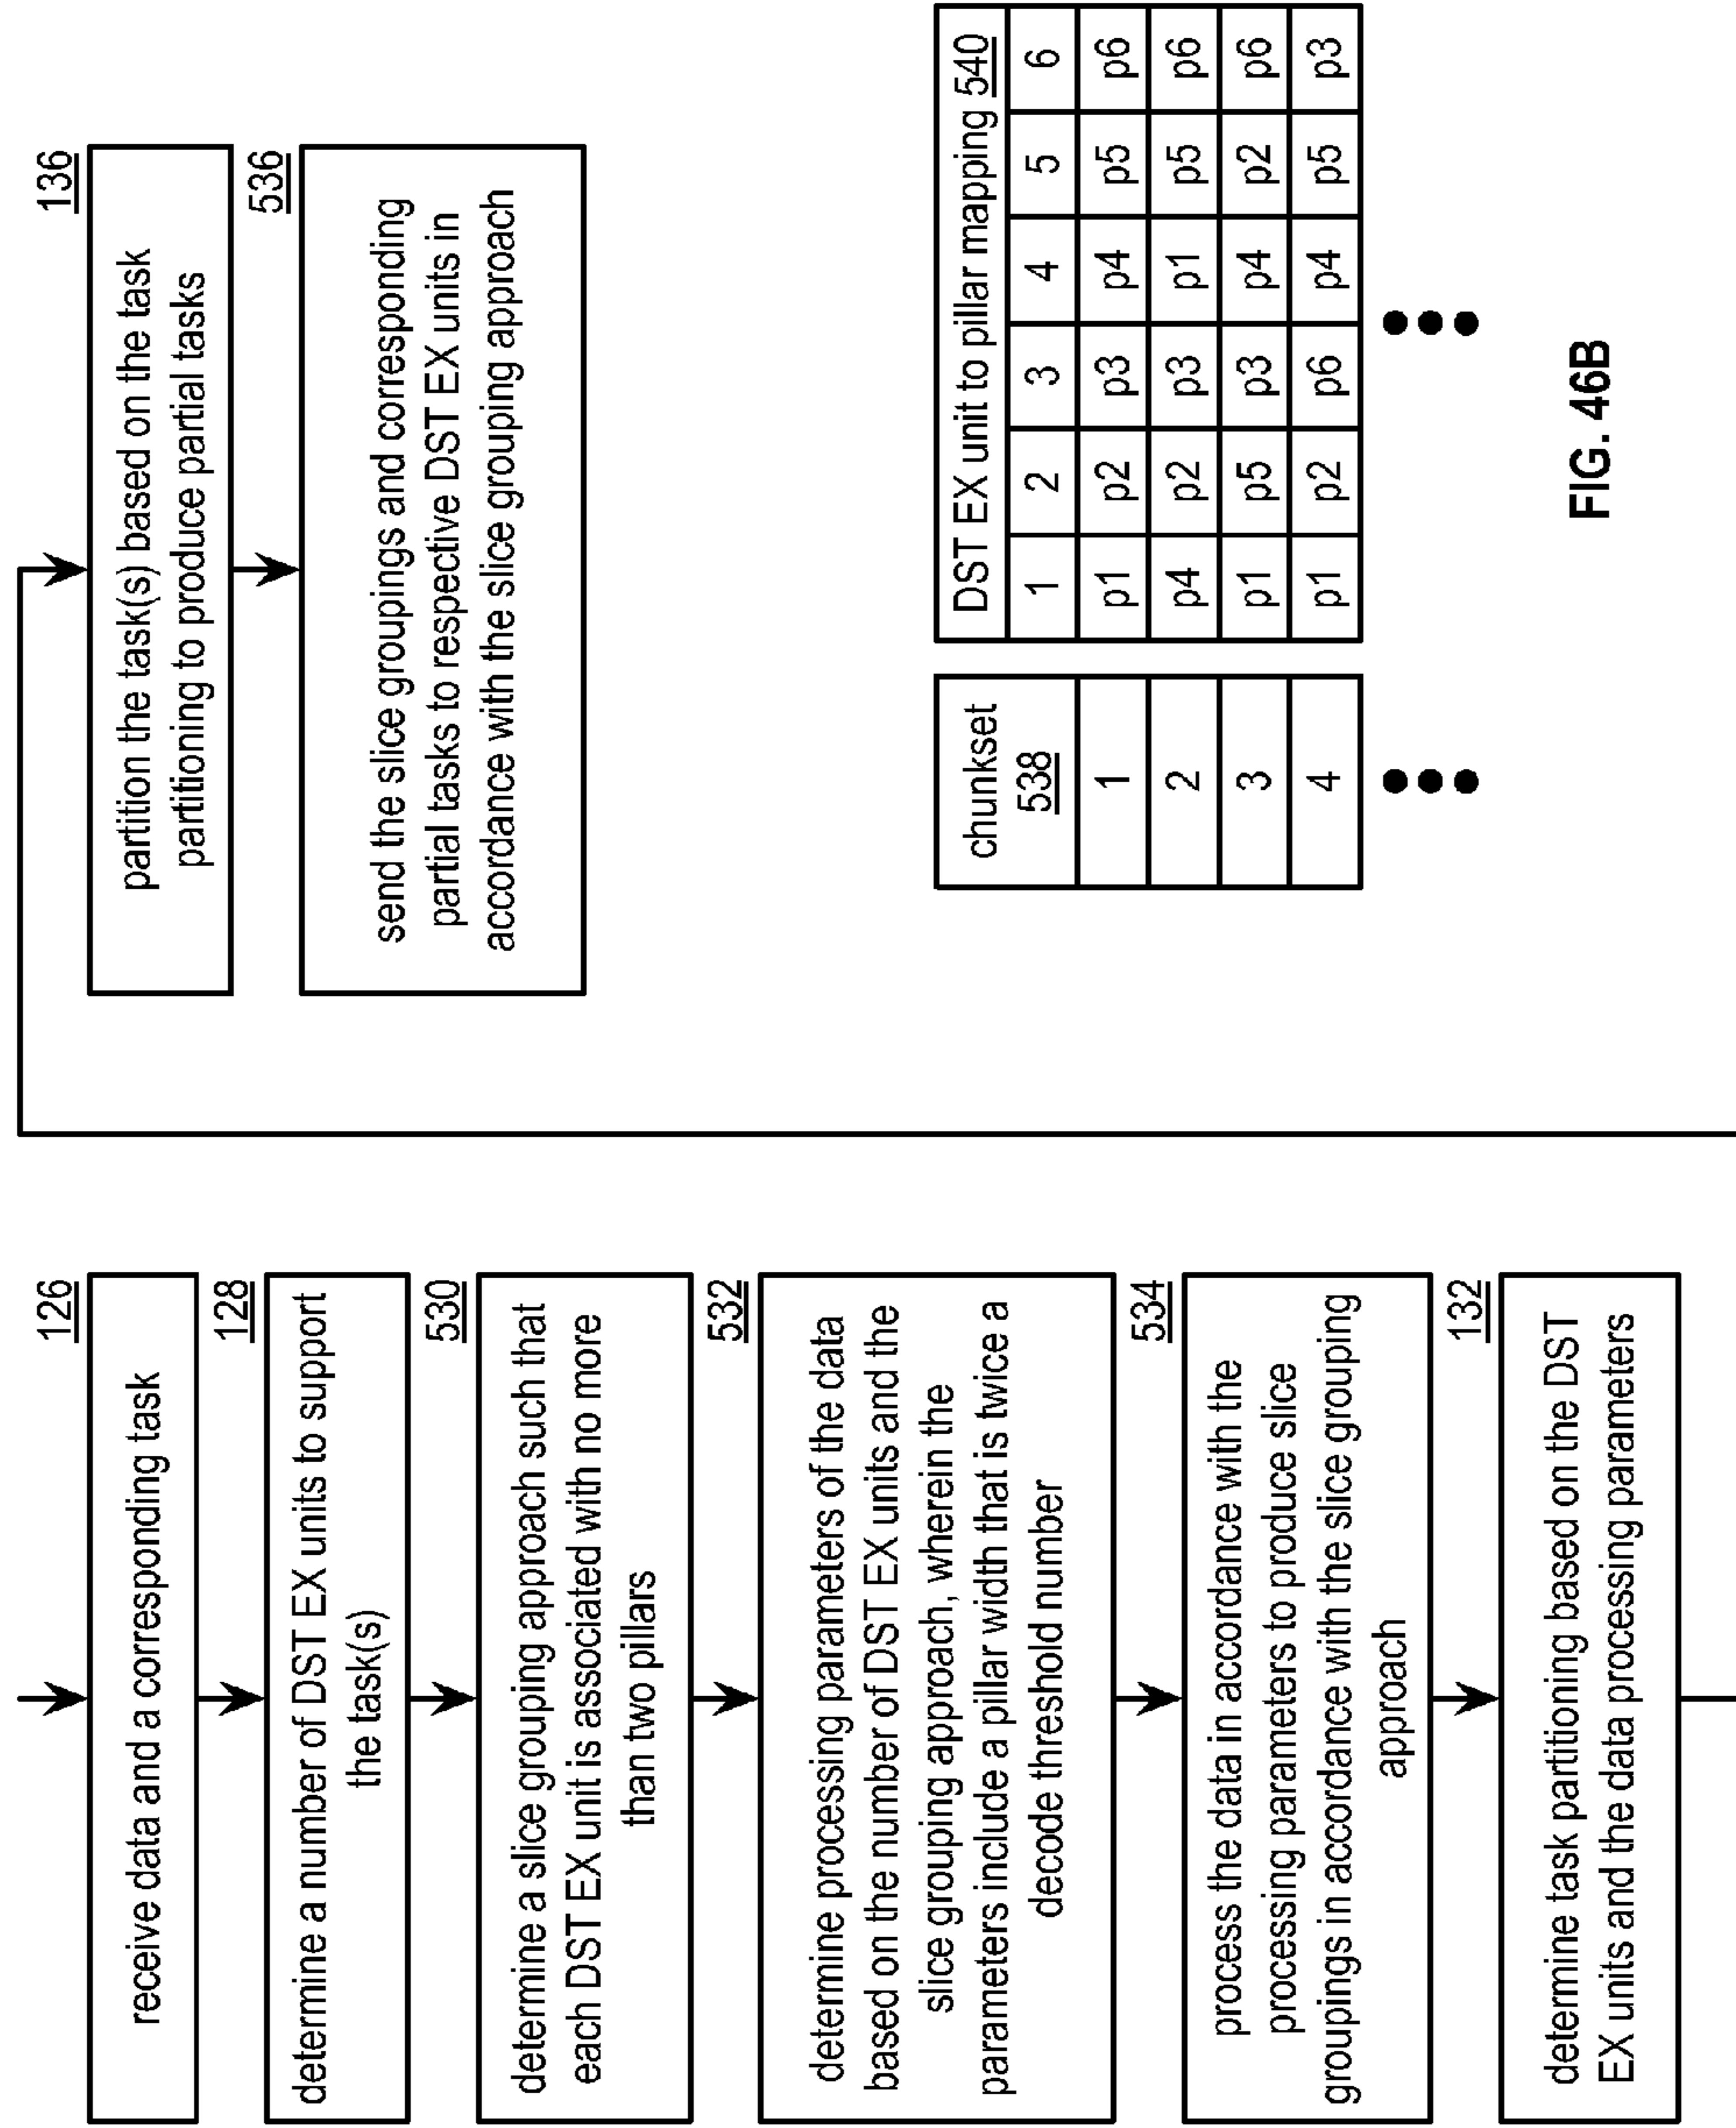 126
receive data and a corresponding task
128
determine a number of DST EX units to support
the task(s)
530
determine a slice grouping approach such that
each DST EX unit is associated with no more
than two pillars
532
determine processing parameters of the data
based on the number of DST EX units and the
slice grouping approach, wherein the
parameters include a pillar width that is twice a
decode threshold number
534
process the data in accordance with the
processing parameters to produce slice
groupings in accordance with the slice grouping
approach
132
determine task partitioning based on the DST
EX units and the data processing parameters
136
partition the task(s) based on the task
partitioning to produce partial tasks
536
send the slice groupings and corresponding
partial tasks to respective DST EX units in
accordance with the slice grouping approach
chunkset
538
1
2
3
4
DST EX unit to pillar mapping 540
1 2 3 4 5 6
p1 p2 p3 p4 p5 p6
p4 p2 p3 p1 p5 p6
p1 p5 p3 p4 p2 p6
p1 p2 p6 p4 p5 p3
FIG. 46B